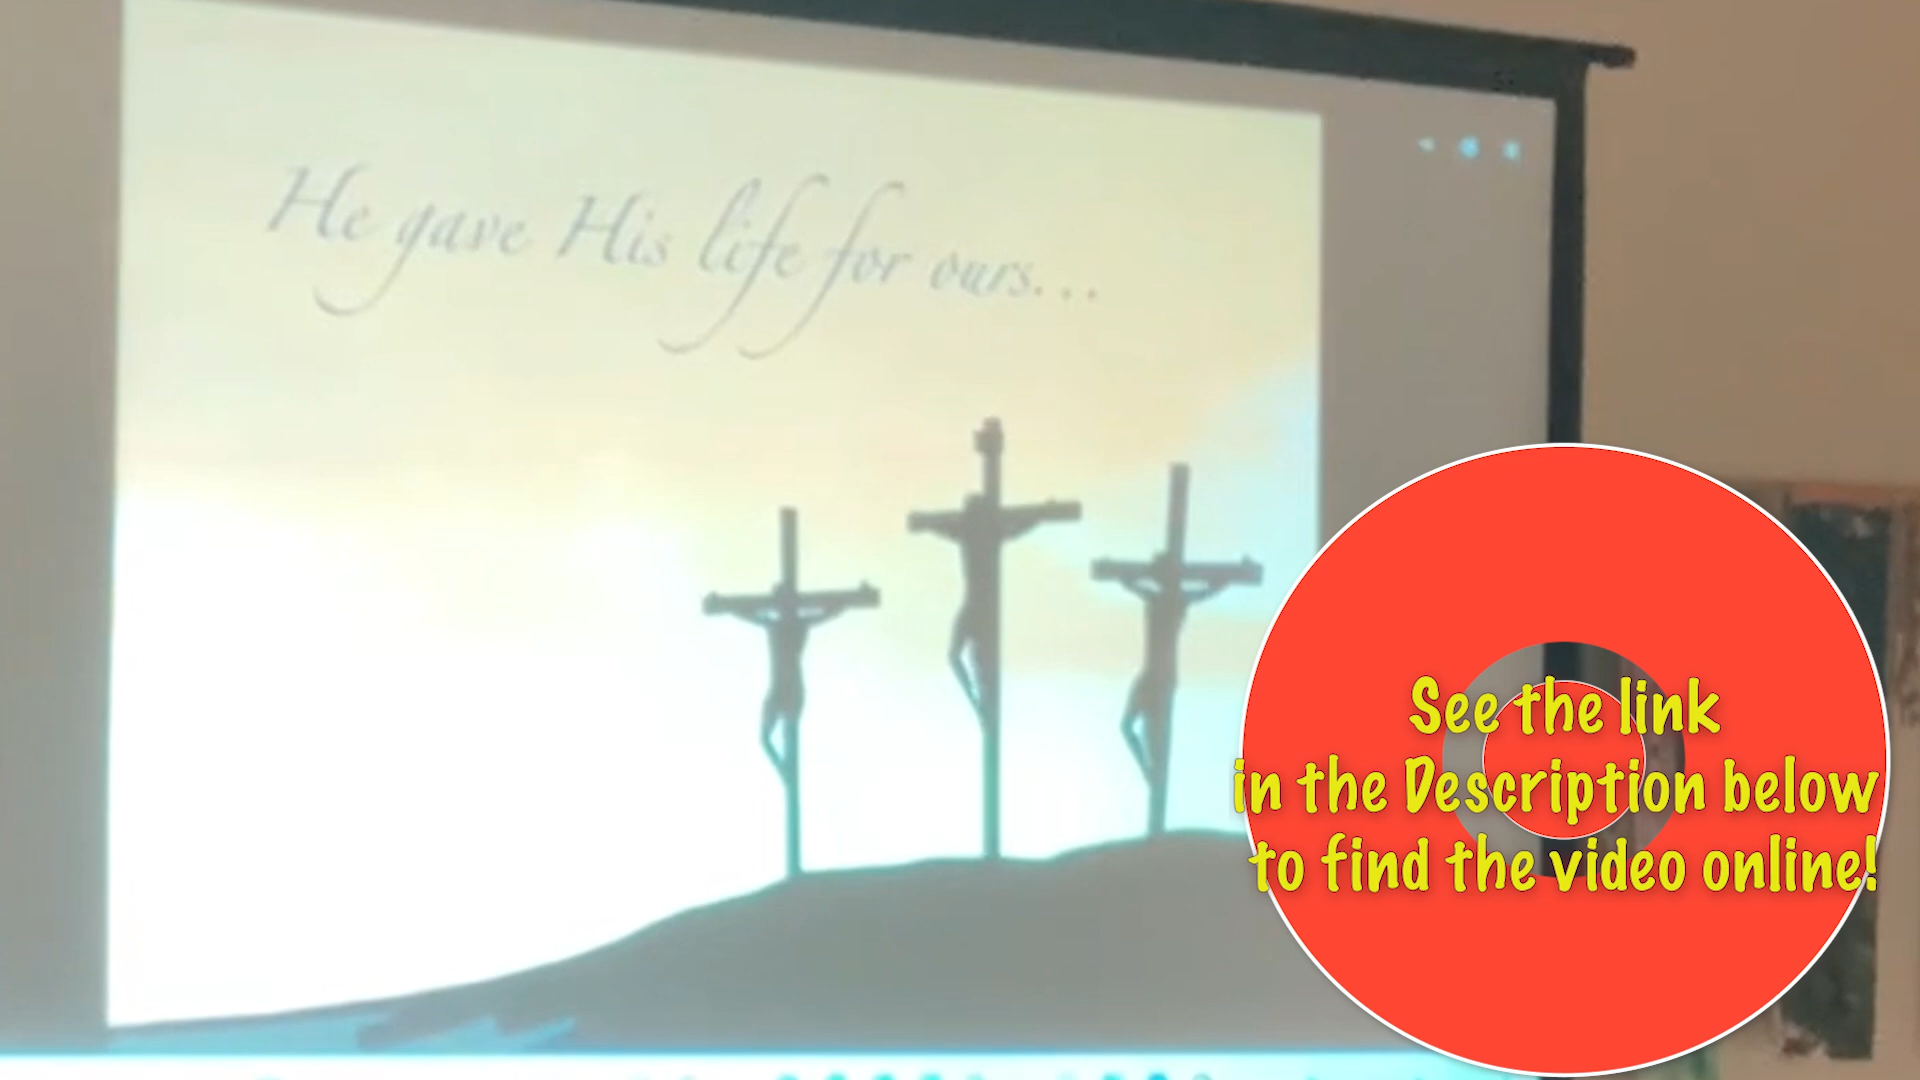 He gave His life for ours...
See the link
in the Description below
to find the video online!